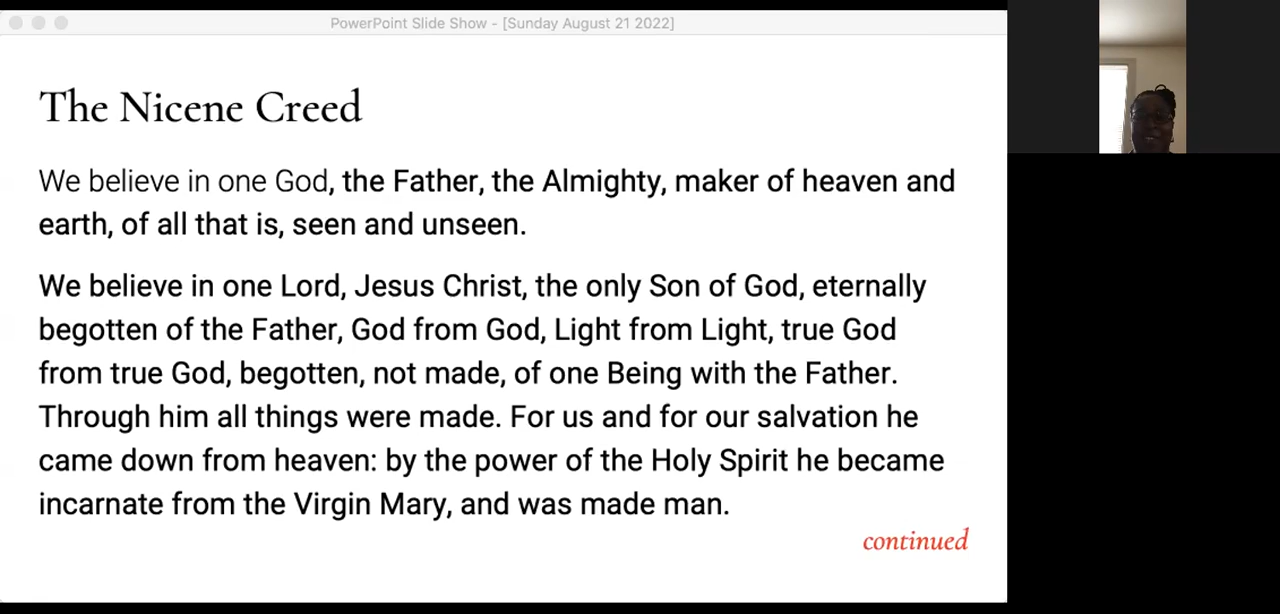 PowerPoint Slide Show - [Sunday August 21 2022]
The Nicene Creed
We believe in one God, the Father, the Almighty, maker of heaven and
earth, of all that is, seen and unseen.
We believe in one Lord, Jesus Christ, the only Son of God, eternally
begotten of the Father, God from God, Light from Light, true God
from true God, begotten, not made, of one Being with the Father.
Through him all things were made. For us and for our salvation he
came down from heaven: by the power of the Holy Spirit he became
incarnate from the Virgin Mary, and was made man.
continued